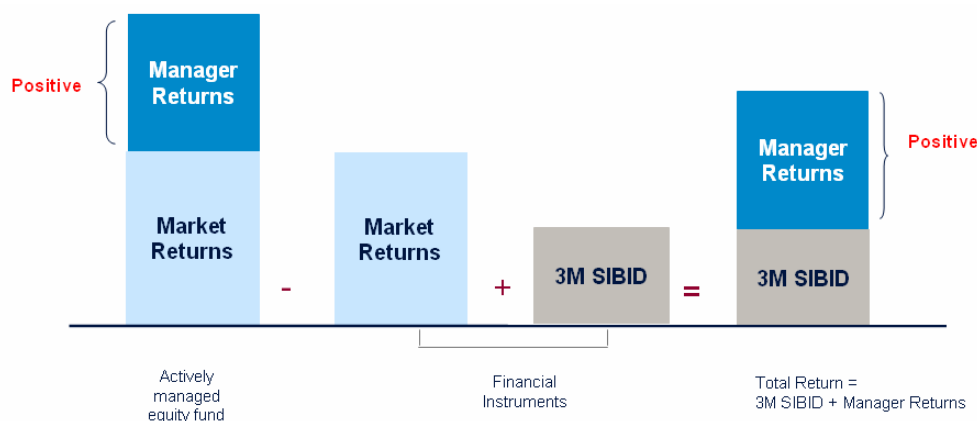 Positive
Manager
Returns
Market
Returns
-
Market
Returns
+
3M SIBID
=
Manager
Returns
Positive
3M SIBID
Actively
managed
equity fund
Financial
Instruments
Total Return =
3M SIBID + Manager Returns